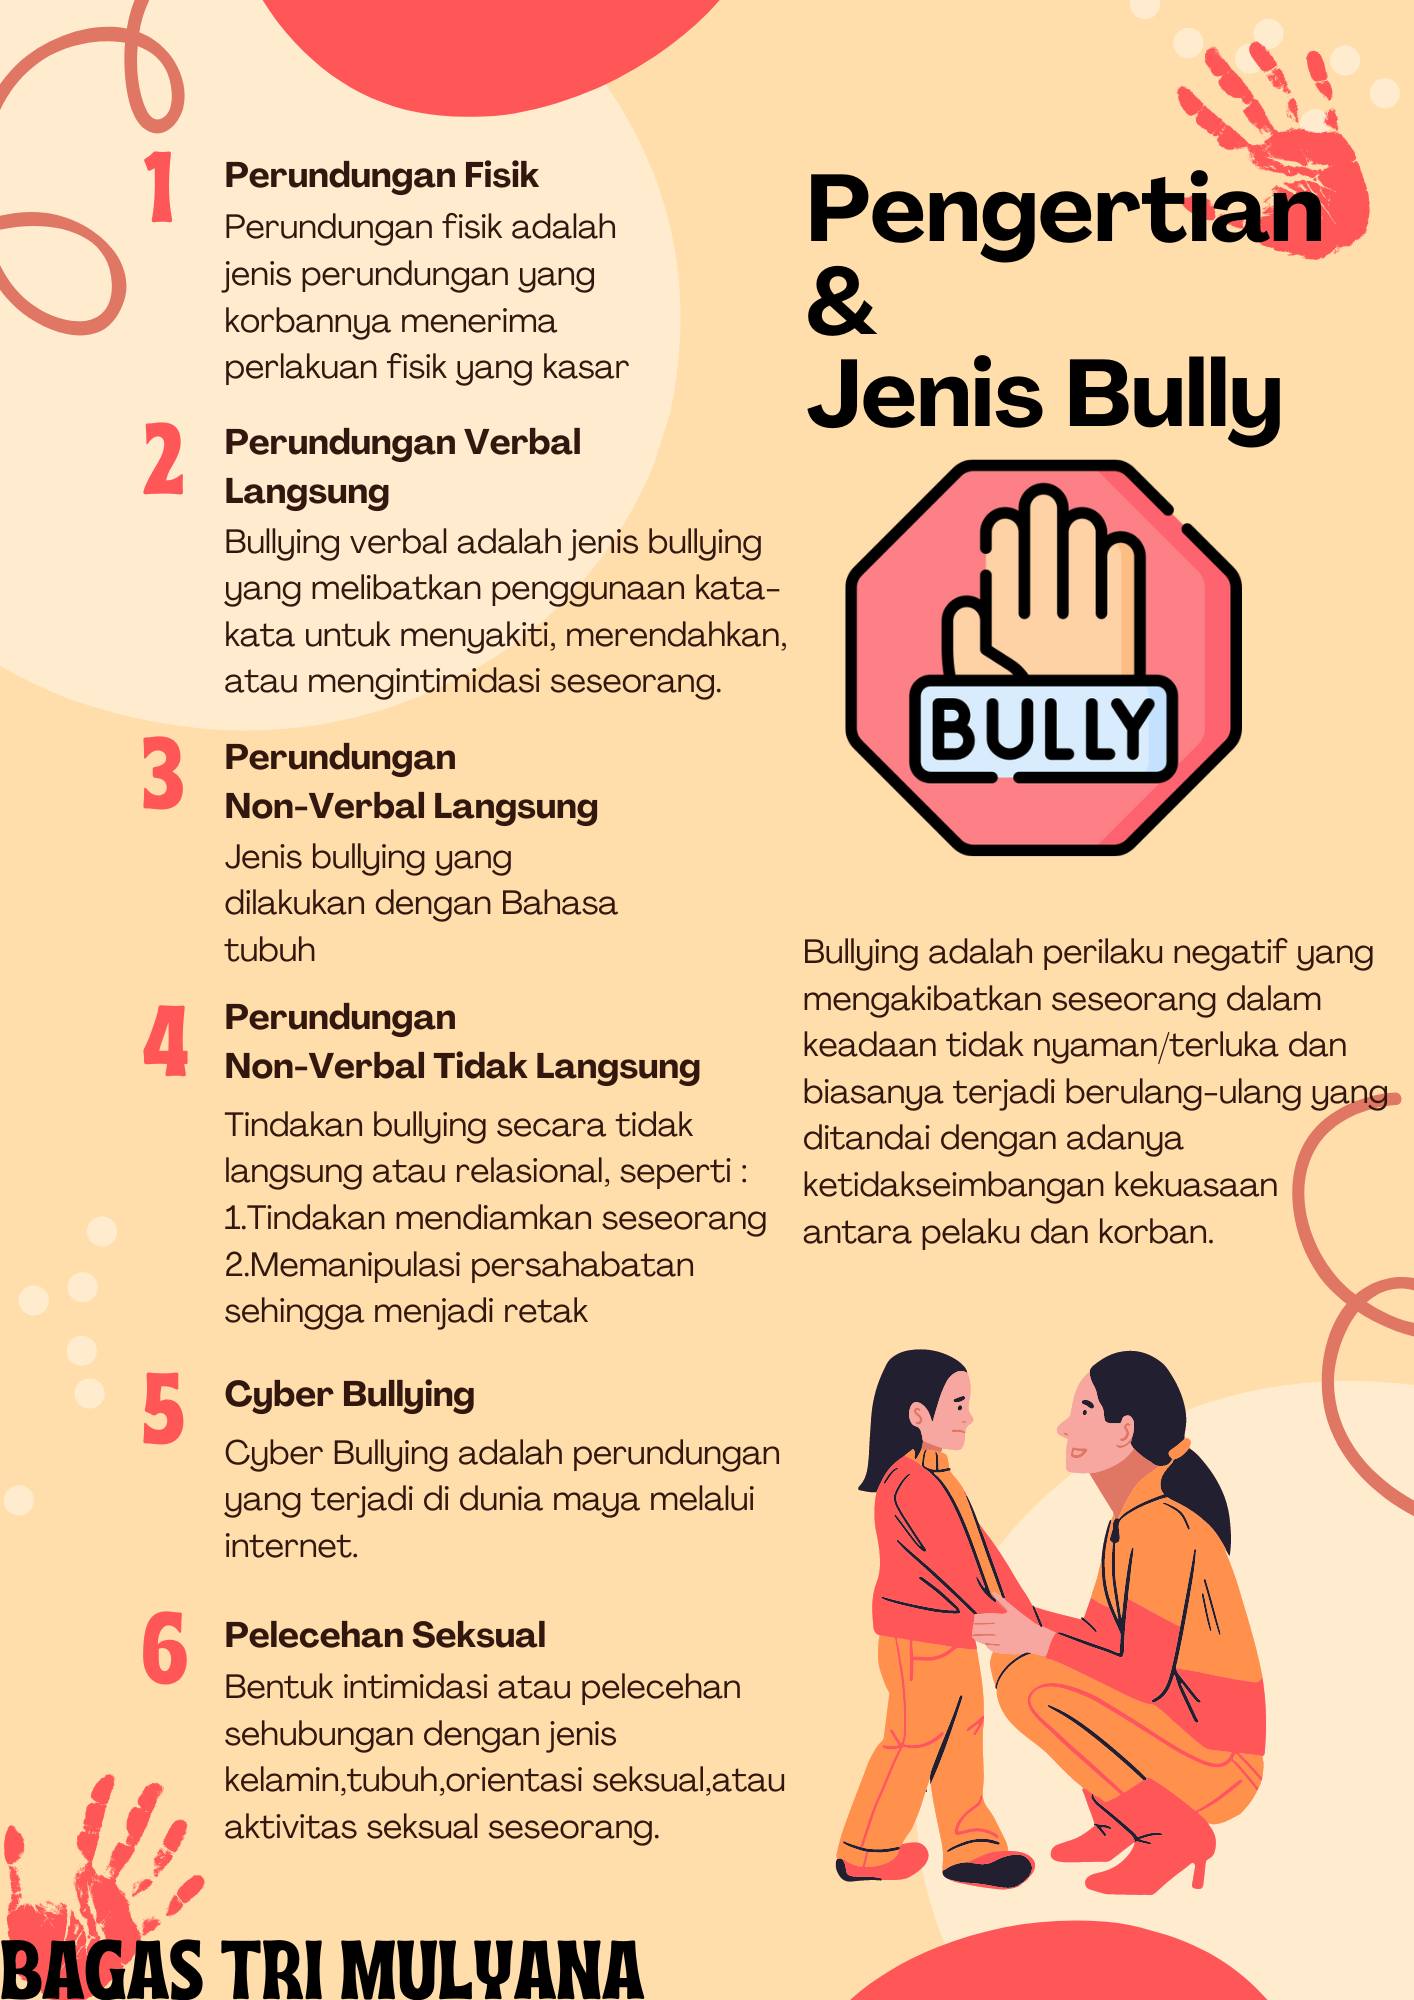 Pengertian
&
Jenis Bully
BULLY
Bullying adalah perilaku negatif yang
mengakibatkan seseorang dalam
keadaan tidak nyaman/terluka dan
biasanya terjadi berulang-ulang yang
ditandai dengan adanya
ketidakseimbangan kekuasaan
antara pelaku dan korban.
1
Perundungan Fisik
Perundungan fisik adalah
jenis perundungan yang
korbannya menerima
perlakuan fisik yang kasar
2
Perundungan Verbal
Langsung
Bullying verbal adalah jenis bullying
yang melibatkan penggunaan kata-
kata untuk menyakiti, merendahkan,
atau mengintimidasi seseorang.
3
Perundungan
Non-Verbal Langsung
Jenis bullying yang
dilakukan dengan Bahasa
tubuh
4
Perundungan
Non-Verbal Tidak Langsung
Tindakan bullying secara tidak
langsung atau relasional, seperti :
1.Tindakan mendiamkan seseorang
2.Memanipulasi persahabatan
sehingga menjadi retak
5
Cyber Bullying
Cyber Bullying adalah perundungan
yang terjadi di dunia maya melalui
internet.
6
Pelecehan Seksual
Bentuk intimidasi atau pelecehan
sehubungan dengan jenis
kelamin,tubuh,orientasi seksual,atau
aktivitas seksual seseorang.
BAGAS TRI MULYANA